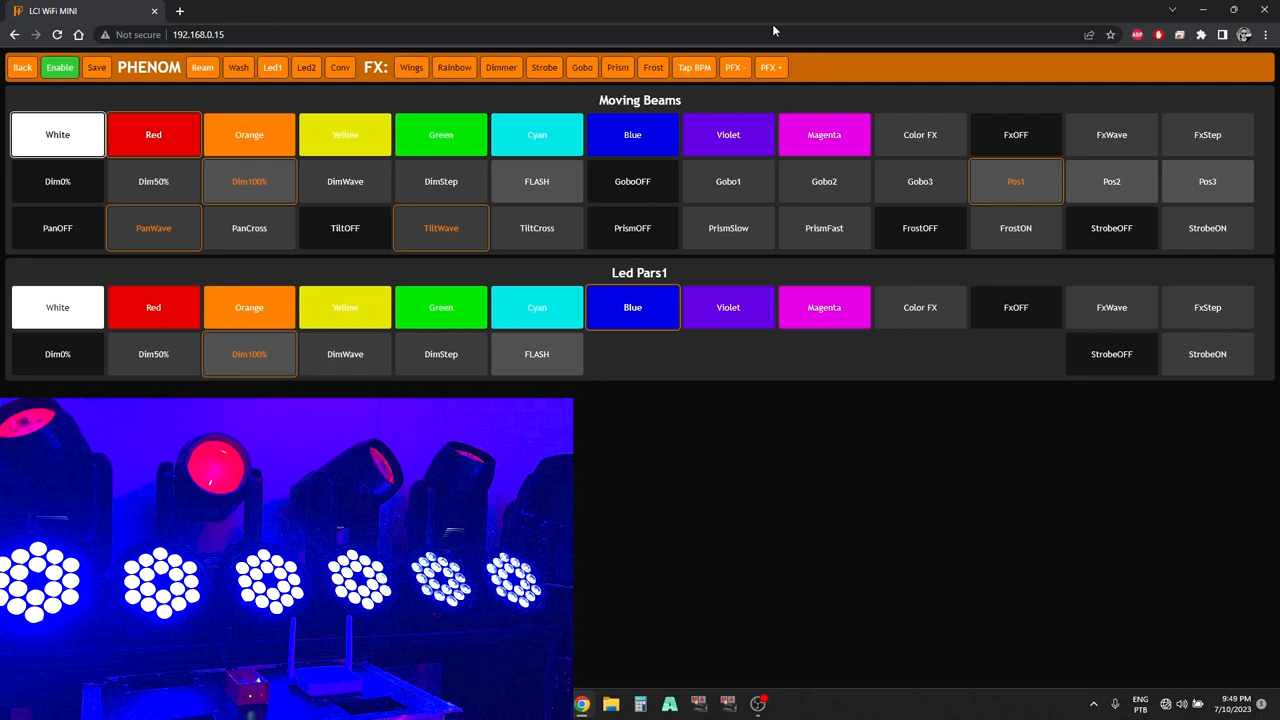 LCI WiFi MINI
Not secure 192.168.0.15
Back Enable Save PHENOM Beam Wash Led1 Led2 Conv FX: Wings Rainbow Dimmer Strobe Gobo Prism Frost Tap BPM PFX - PFX +
Moving Beams
White Red Orange Yellow Green Cyan Blue Violet Magenta Color FX FxOFF FxWave FxStep
Dim0% Dim50% Dim100% DimWave DimStep FLASH GoboOFF Gobo1 Gobo2 Gobo3 Pos1 Pos2 Pos3
PanOFF PanWave PanCross TiltOFF TiltWave TiltCross PrismOFF PrismSlow PrismFast FrostOFF FrostON StrobeOFF StrobeON
Led Pars1
White Red Orange Yellow Green Cyan Blue Violet Magenta Color FX FxOFF FxWave FxStep
Dim0% Dim50% Dim100% DimWave DimStep FLASH StrobeOFF StrobeON
ENG 9:49 PM
PTB 7/10/2023